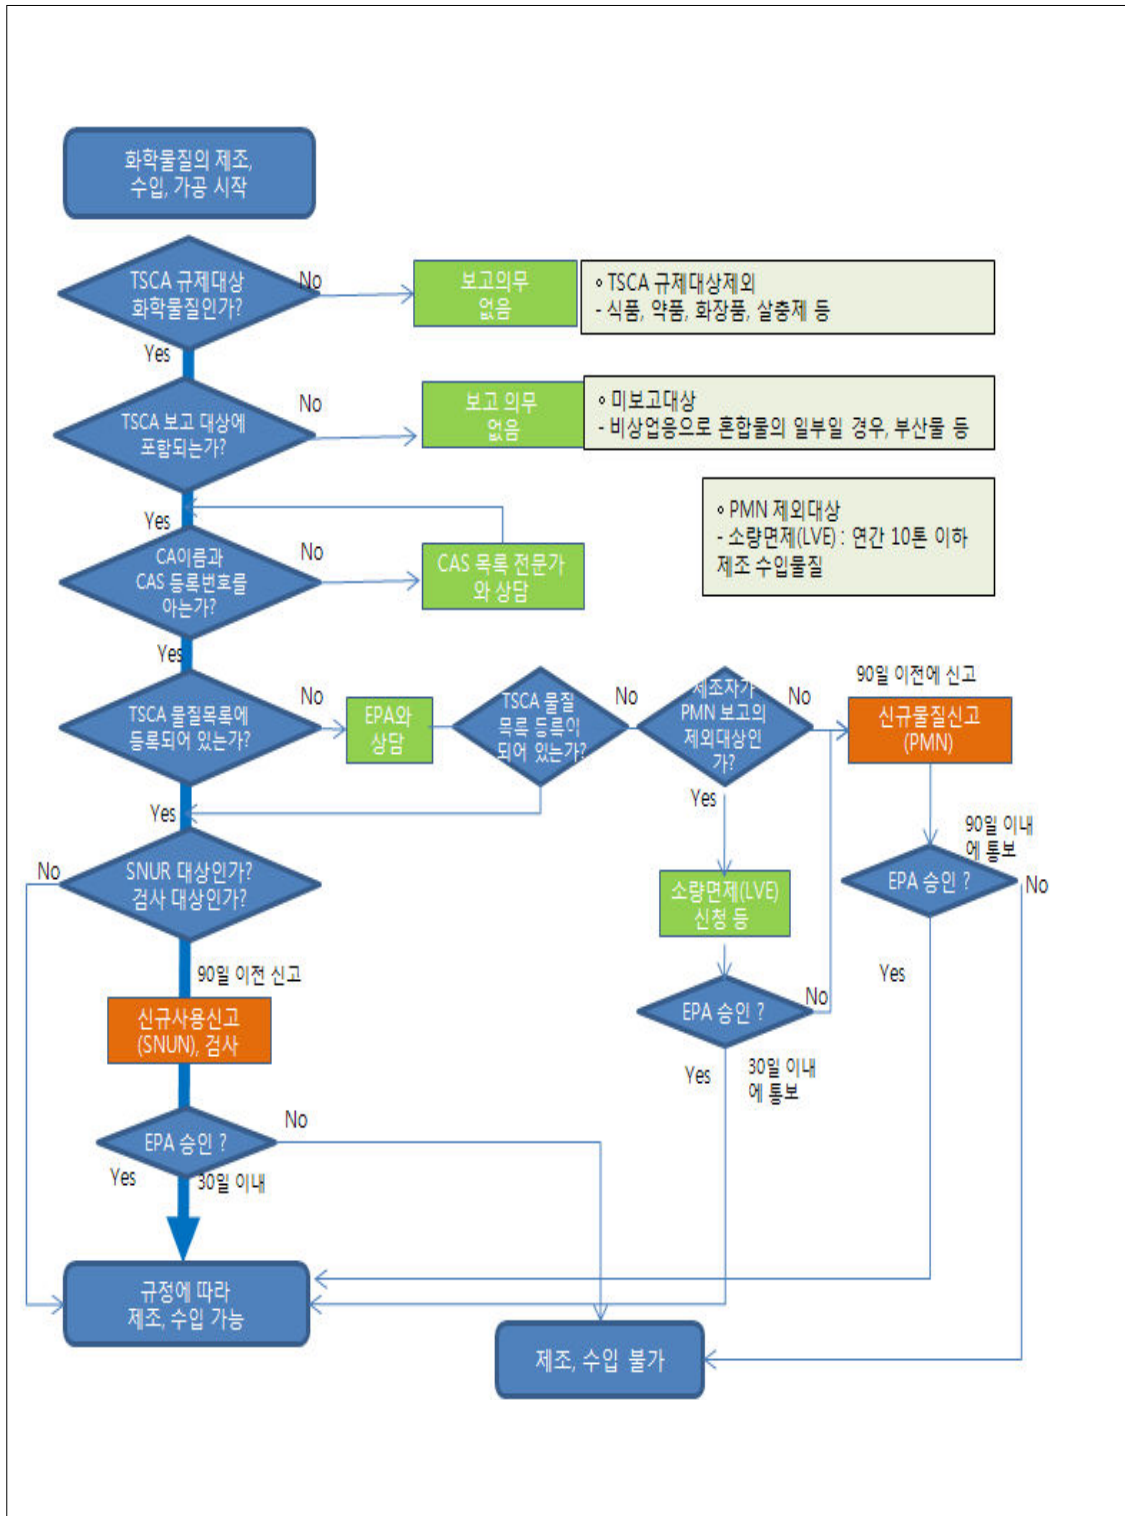 화학물질의 제조,
수입, 가공 시작
TSCA 규제대상
화학물질인가?
No
보고의무
없음
∘ TSCA 규제대상제외
- 식품, 약품, 화장품, 살충제 등
Yes
TSCA 보고 대상에
포함되는가?
No
보고 의무
없음
∘ 미보고대상
- 비상업용으로 혼합물의 일부일 경우, 부산물 등
Yes
CA이름과
CAS 등록번호를
아는가?
No
CAS 목록 전문가
와 상담
∘ PMN 제외대상
- 소량면제(LVE) : 연간 10톤 이하
제조 수입물질
Yes
TSCA 물질목록에
등록되어 있는가?
No
EPA와
상담
TSCA 물질
목록 등록이
되어 있는가?
No
제조자가
PMN 보고의
제외대상인
가?
No
90일 이전에 신고
신규물질신고
(PMN)
Yes
Yes
90일 이내
에 통보
SNUR 대상인가?
검사 대상인가?
No
소량면제(LVE)
신청 등
EPA 승인 ?
No
Yes
90일 이전 신고
신규사용신고
(SNUN), 검사
EPA 승인 ?
No
Yes
30일 이내
에 통보
EPA 승인 ?
No
Yes
30일 이내
규정에 따라
제조, 수입 가능
제조, 수입 불가